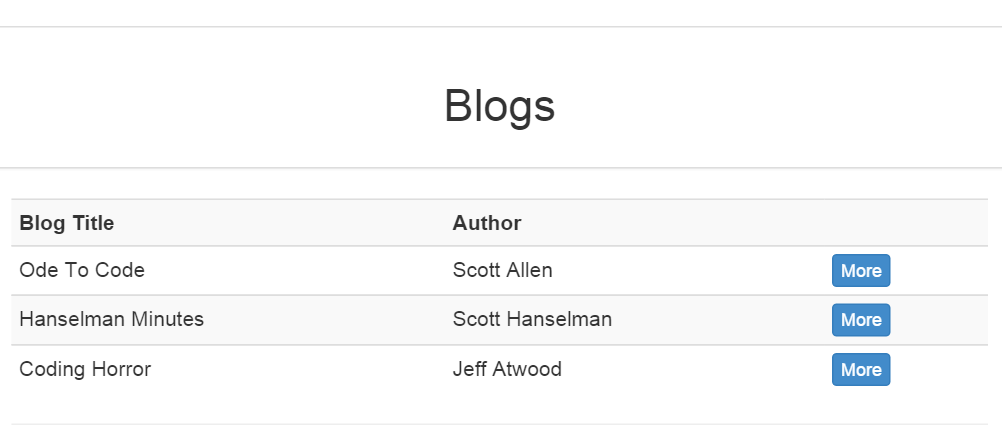 Blogs
Blog Title Author
Ode To Code Scott Allen More
Hanselman Minutes Scott Hanselman More
Coding Horror Jeff Atwood More